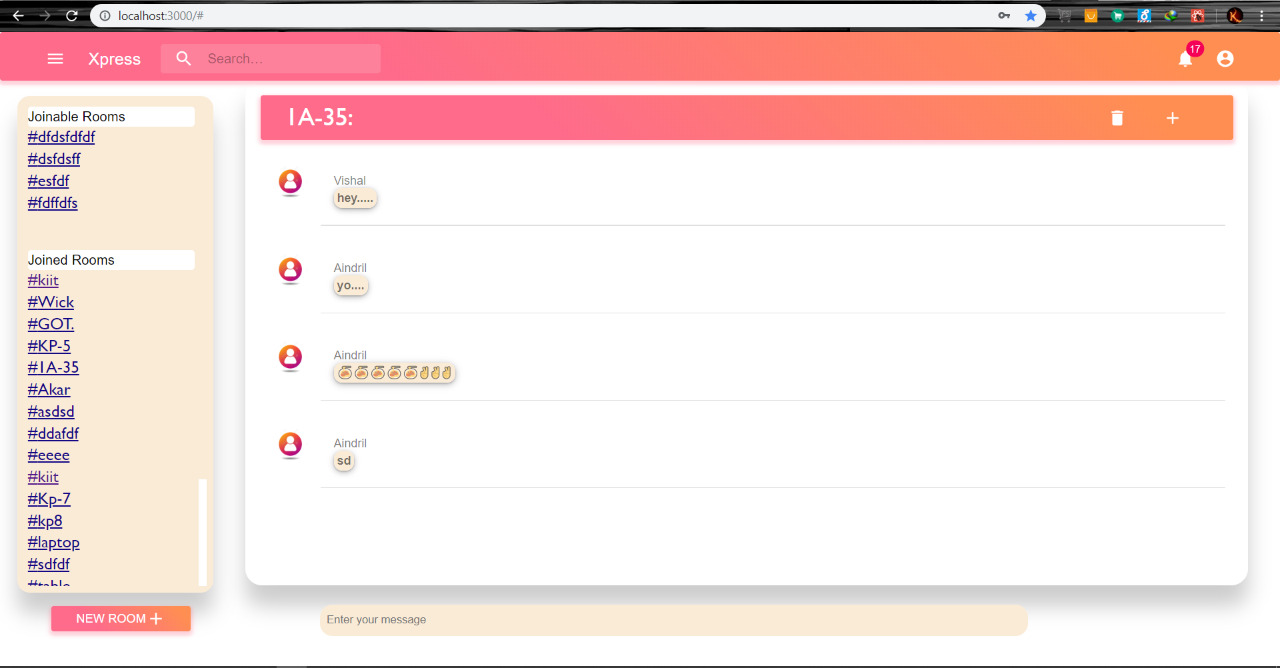 localhost:3000/#
Xpress
Search...
17
Joinable Rooms
#dfdsfdfdf
#dsfdsff
#esfdf
#fdffdfs
Joined Rooms
#kiit
#Wick
#GOT.
#KP-5
#1A-35
#Akar
#asdsd
#ddafdf
#eeee
#kiit
#Kp-7
#kp8
#laptop
#sdfdf
NEW ROOM
1A-35:
Vishal
hey.....
Aindril
yo....
Aindril
Aindril
sd
Enter your message